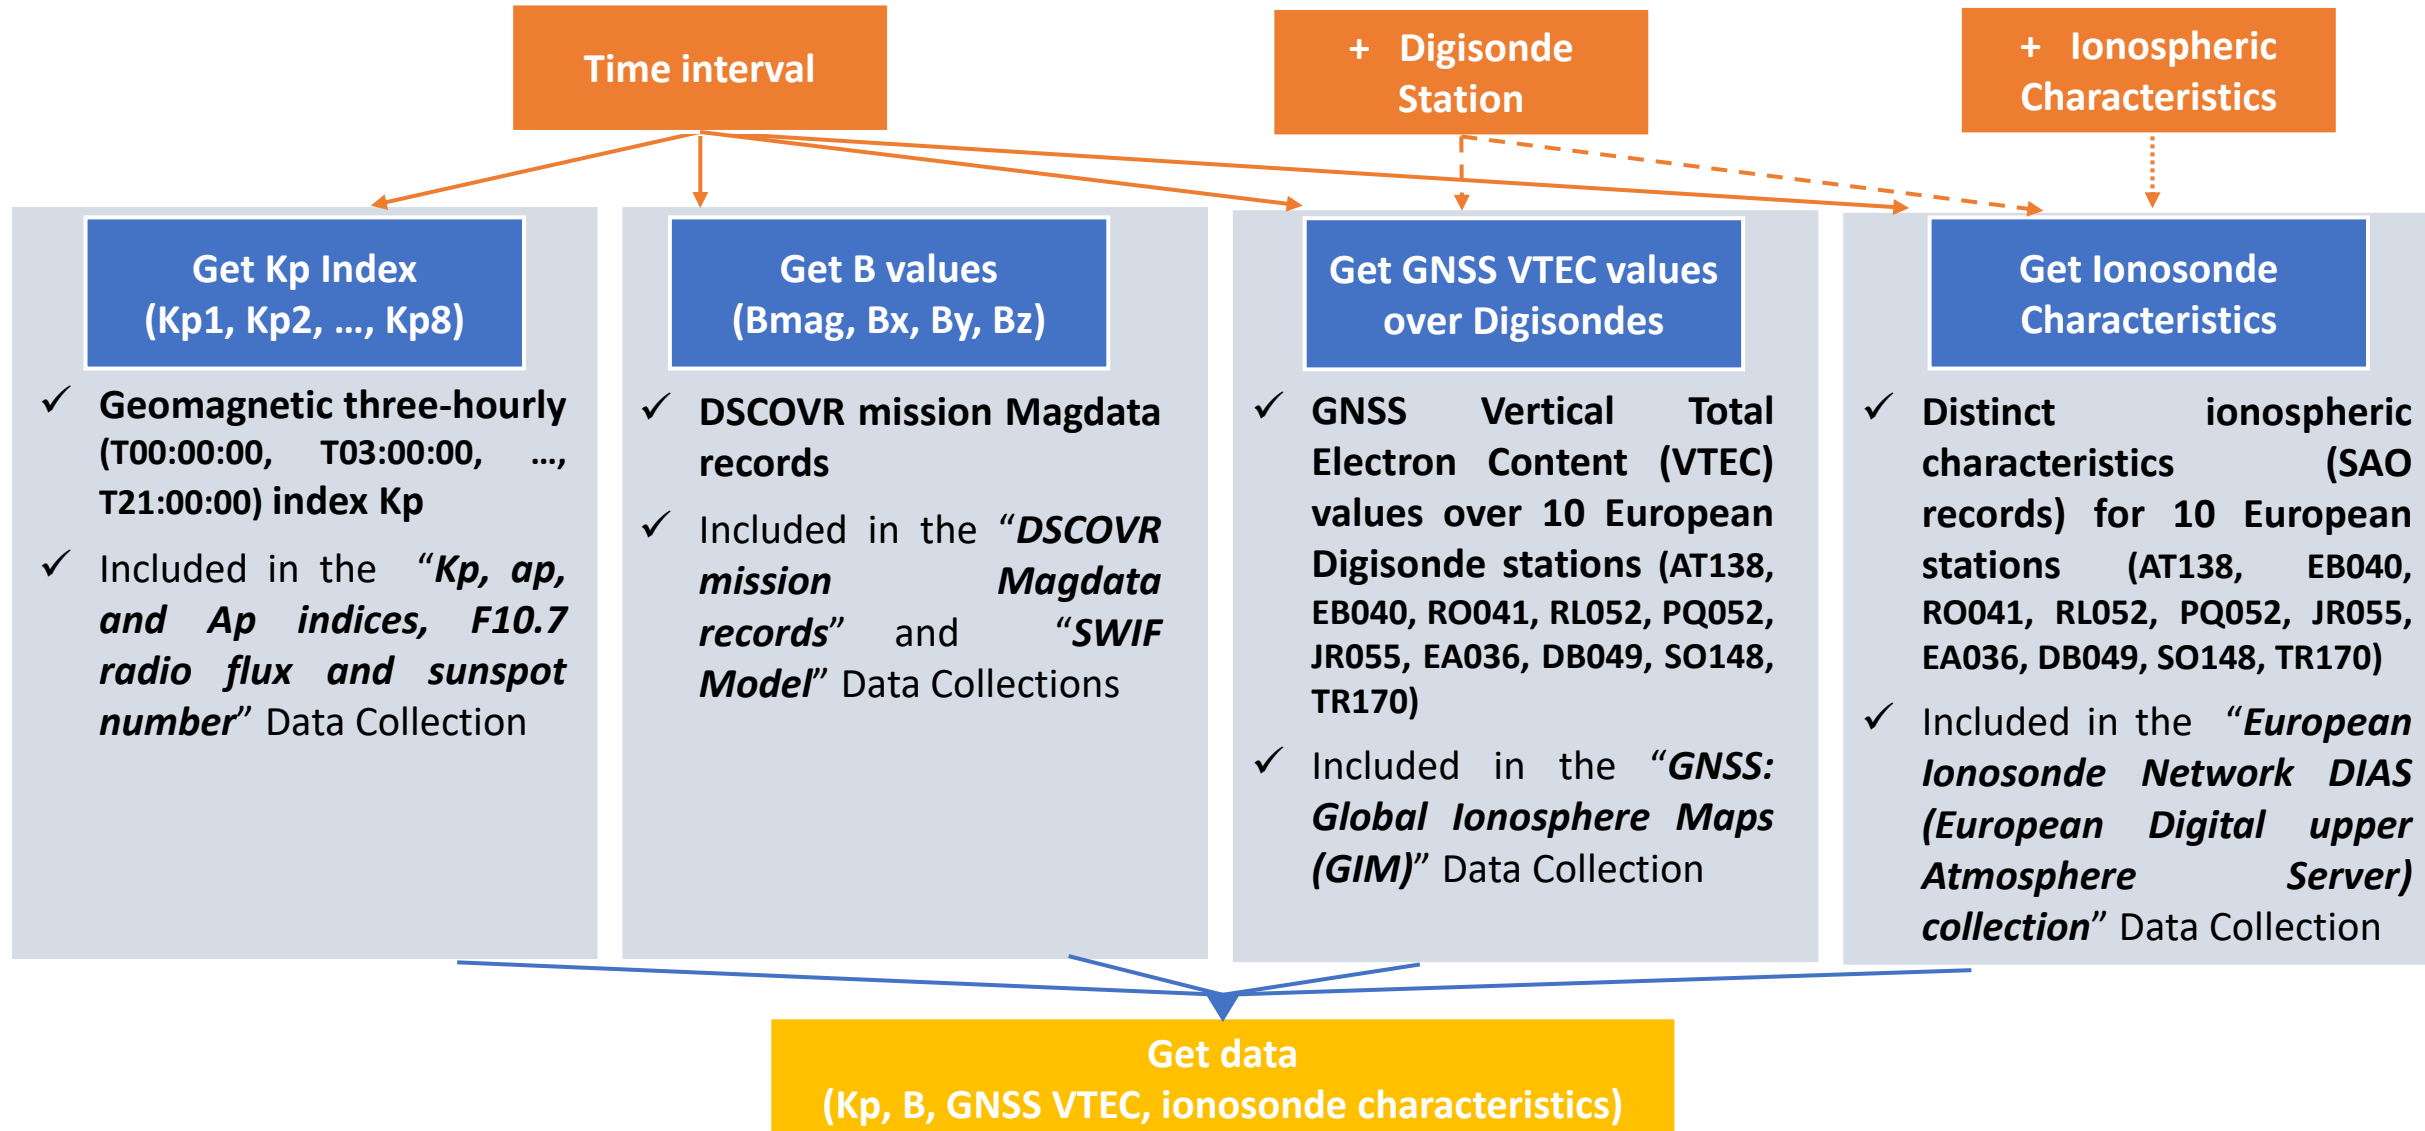 Time interval
+ Digisonde
Station
+ Ionospheric
Characteristics
Get Kp Index
(Kp1, Kp2, ..., Kp8)
✓ Geomagnetic three-hourly
(T00:00:00, T03:00:00, ...,
T21:00:00) index Kp
✓ Included in the “Kp, ap,
and Ap indices, F10.7
radio flux and sunspot
number” Data Collection
Get B values
(Bmag, Bx, By, Bz)
✓ DSCOVR mission Magdata
records
✓ Included in the “DSCOVR
mission Magdata
records” and “SWIF
Model” Data Collections
Get GNSS VTEC values
over Digisondes
✓ GNSS Vertical Total
Electron Content (VTEC)
values over 10 European
Digisonde stations (AT138,
EB040, RO041, RL052, PQ052,
JR055, EA036, DB049, SO148,
TR170)
✓ Included in the “GNSS:
Global Ionosphere Maps
(GIM)” Data Collection
Get Ionosonde
Characteristics
✓ Distinct ionospheric
characteristics (SAO
records) for 10 European
stations (AT138, EB040,
RO041, RL052, PQ052, JR055,
EA036, DB049, SO148, TR170)
✓ Included in the “European
Ionosonde Network DIAS
(European Digital upper
Atmosphere Server)
collection” Data Collection
Get data
(Kp, B, GNSS VTEC, ionosonde characteristics)